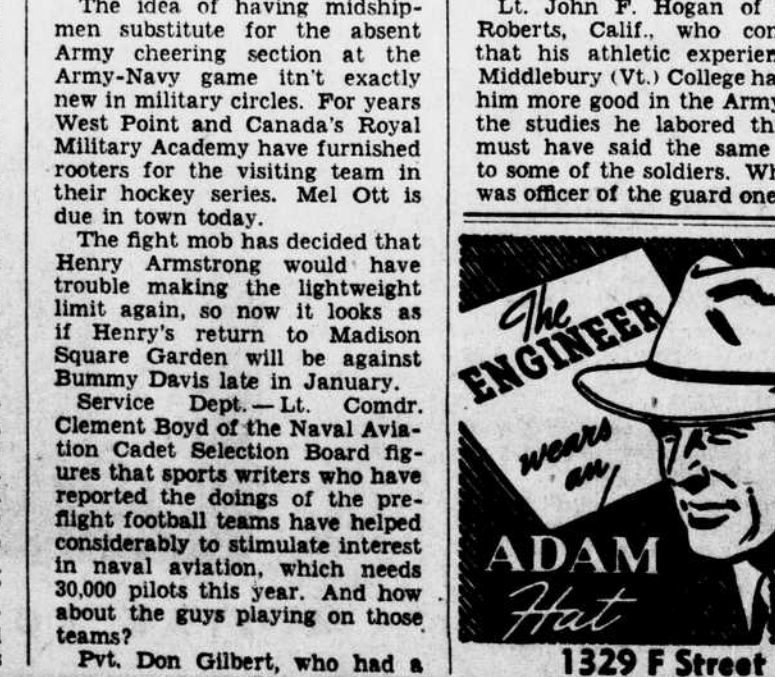 The idea of having midship-
men substitute for the absent
Army cheering section at the
Army-Navy game itn't exactly
new in military circles. For years
West Point and Canada's Royal
Military Academy have furnished
rooters for the visiting team in
their hockey series. Mel Ott is
due in town today.
The fight mob has decided that
Henry Armstrong would have
trouble making the lightweight
limit again, so now it looks as
if Henry's return to Madison
Square Garden will be against
Bummy Davis late in January.
Service Dept.—Lt. Comdr.
Clement Boyd of the Naval Avia-
tion Cadet Selection Board fig-
ures that sports writers who have
reported the doings of the pre-
flight football teams have helped
considerably to stimulate interest
in naval aviation, which needs
30,000 pilots this year. And how
about the guys playing on those
teams?
Pvt. Don Gilbert, who had a
Lt. John F. Hogan of
Roberts, Calif., who con
that his athletic experien
Middlebury (Vt.) College ha
him more good in the Army
the studies he labored th
must have said the same
to some of the soldiers. Wh
was officer of the guard one
The
ENGINEER
wears
an
ADAM
Hat
1329 F Street